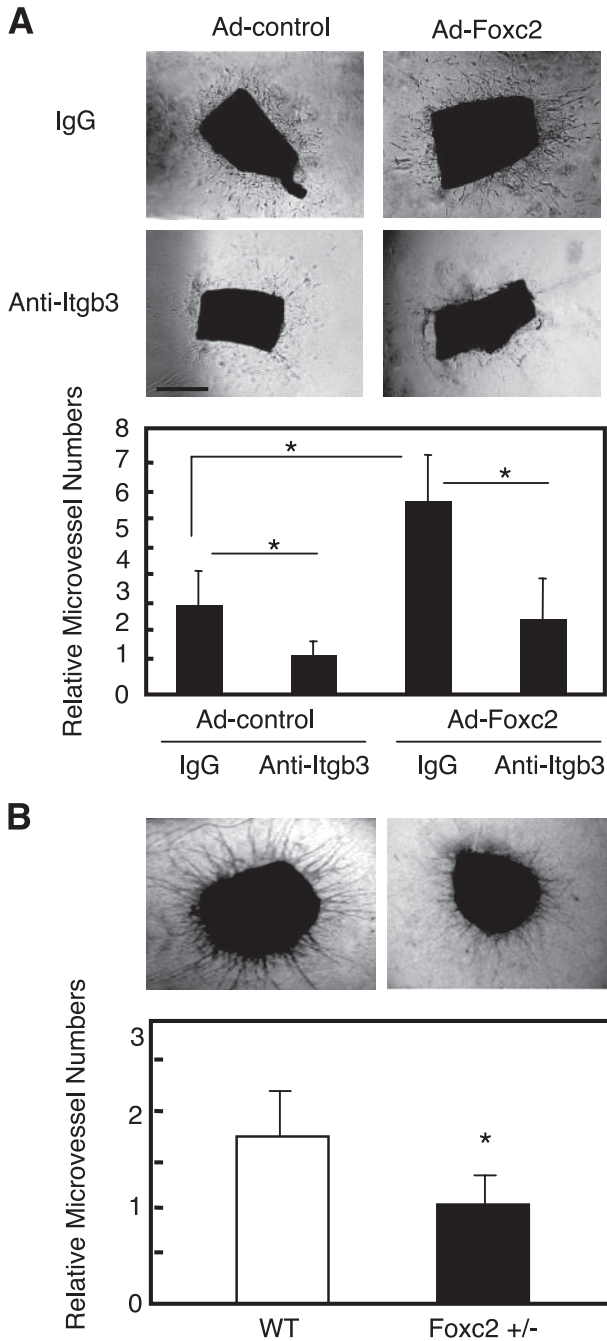 A
Ad-control Ad-Foxc2
IgG
Anti-Itgb3
Relative Microvessel Numbers
8
7
6
5
4
3
2
1
0
*
*
*
Ad-control Ad-Foxc2
IgG Anti-Itgb3 IgG Anti-Itgb3
B
Relative Microvessel Numbers
3
2
1
0
*
WT Foxc2 +/-